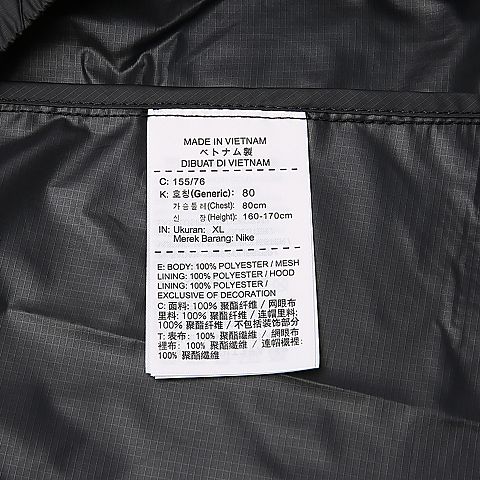 MADE IN VIETNAM
ベトナム製
DIBUAT DI VIETNAM
C: 155/76
K: 호칭(Generic): 80
가슴둘레(Chest): 80cm
신 장(Height): 160-170cm
IN: Ukuran: XL
Merek Barang: Nike
E: BODY: 100% POLYESTER / MESH
LINING: 100% POLYESTER / HOOD
LINING: 100% POLYESTER /
EXCLUSIVE OF DECORATION
C: 面料: 100% 聚酯纤维 / 网眼布
里料: 100% 聚酯纤维 / 连帽里料:
100% 聚酯纤维 / 不包括装饰部分
T: 表布: 100% 聚酯纖維 / 網眼布
裡布: 100% 聚酯纖維 / 連帽襯裡:
100% 聚酯纖維